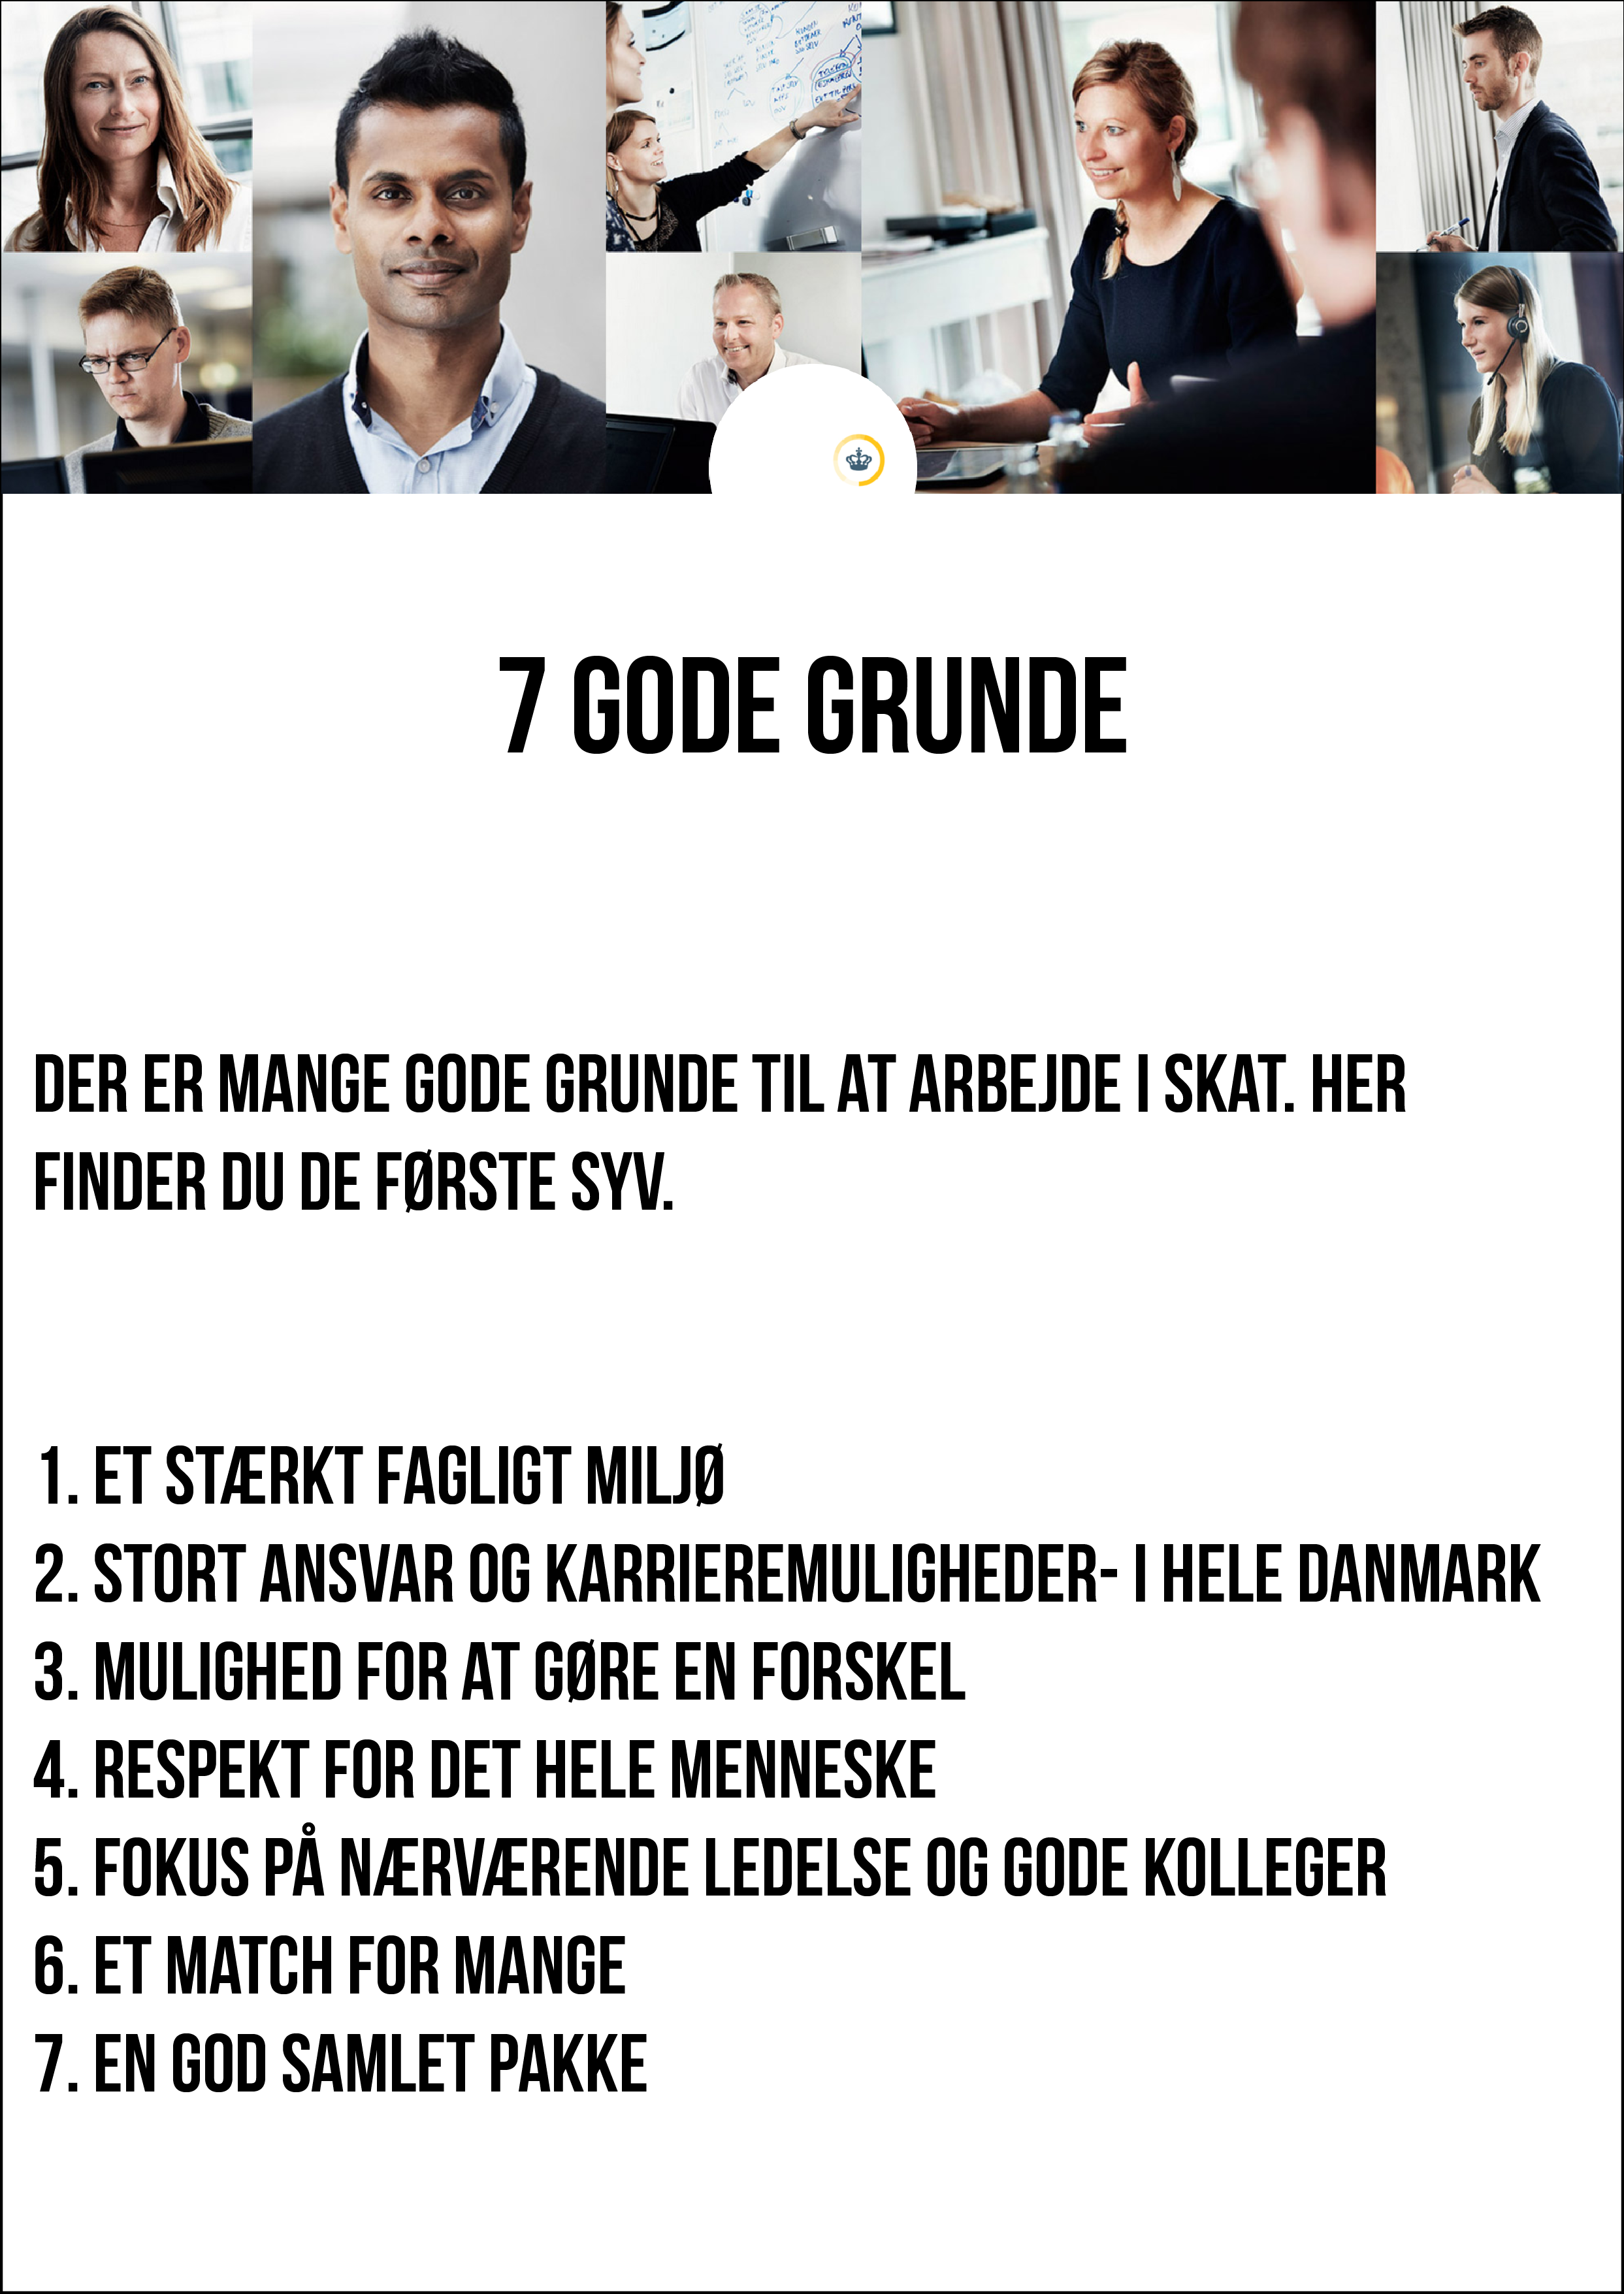 7 GODE GRUNDE
DER ER MANGE GODE GRUNDE TIL AT ARBEJDE I SKAT. HER
FINDER DU DE FØRSTE SYV.
1. ET STÆRKT FAGLIGT MILJØ
2. STORT ANSVAR OG KARRIEREMULIGHEDER- I HELE DANMARK
3. MULIGHED FOR AT GØRE EN FORSKEL
4. RESPEKT FOR DET HELE MENNESKE
5. FOKUS PÅ NÆRVÆRENDE LEDELSE OG GODE KOLLEGER
6. ET MATCH FOR MANGE
7. EN GOD SAMLET PAKKE